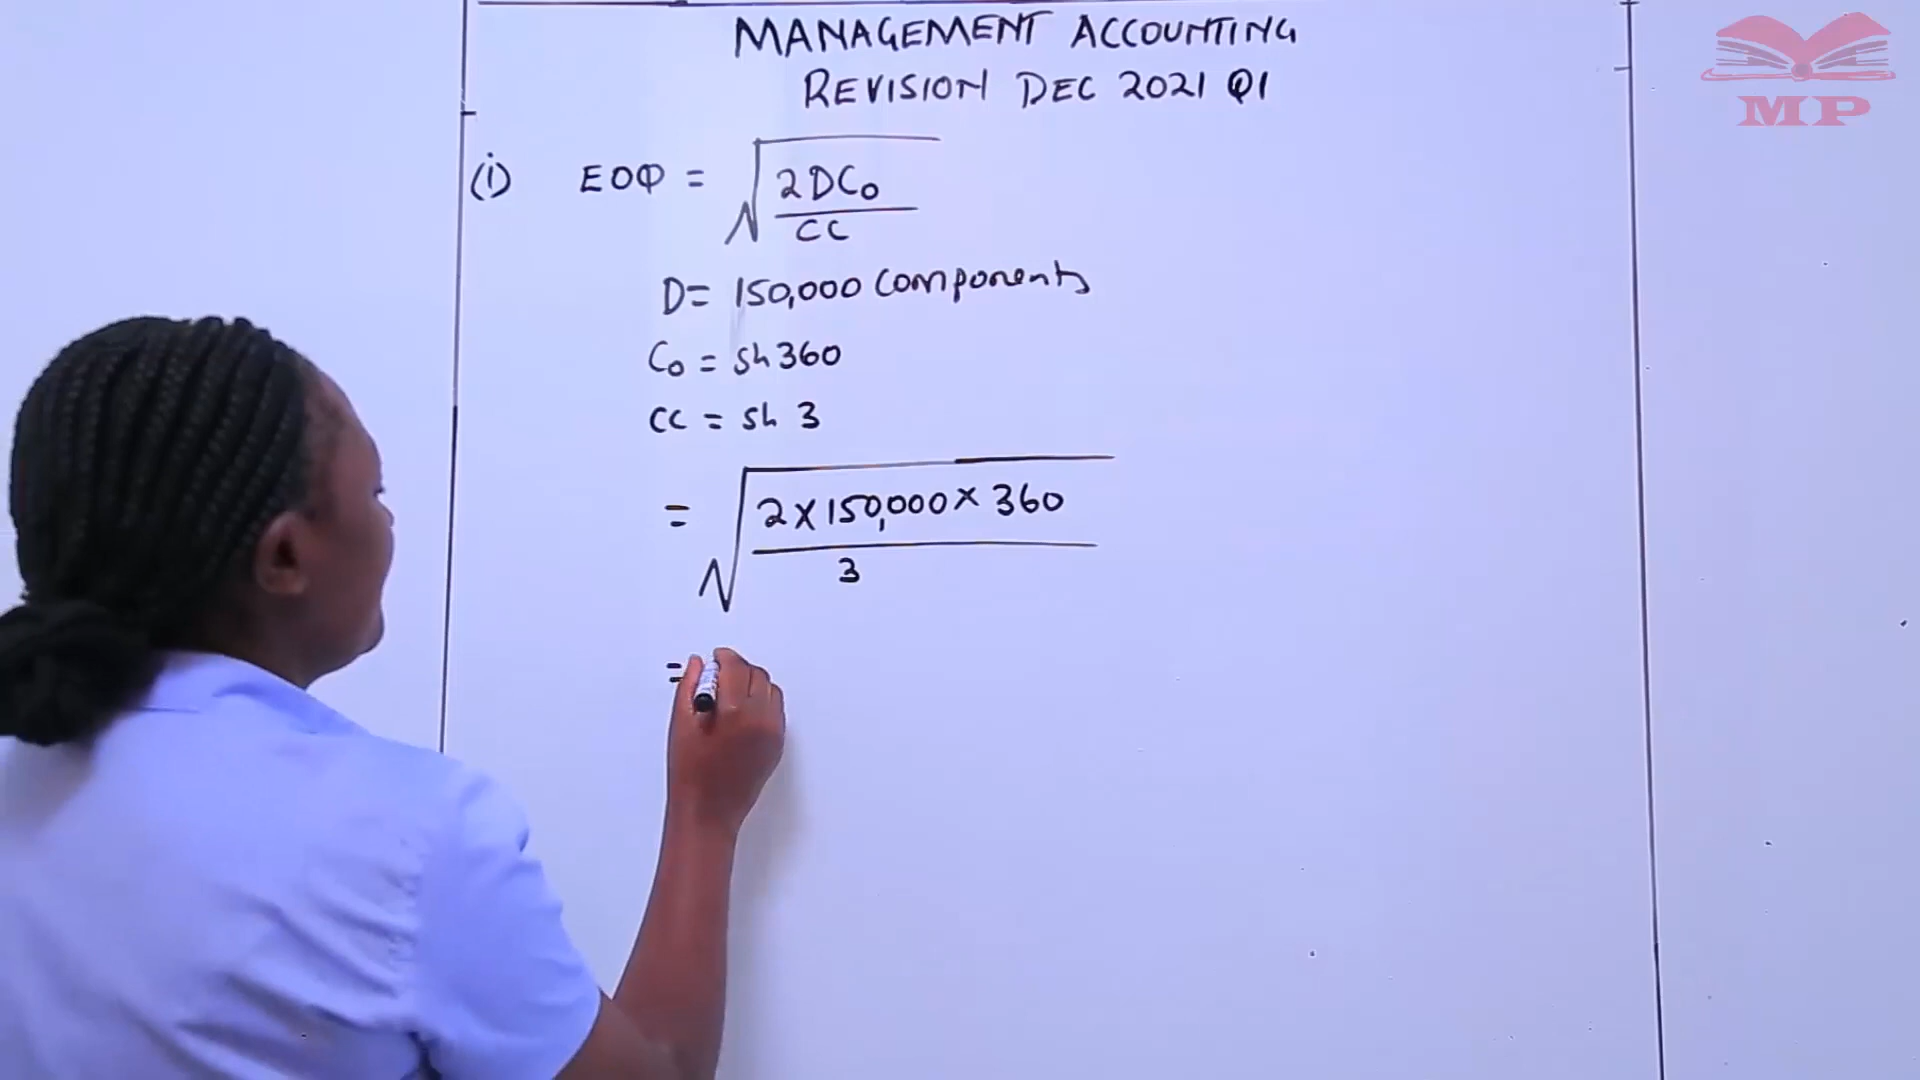 MANAGEMENT ACCOUNTING
REVISION DEC 2021 Q1
MP
(i) EOQ = √2DCo
CC
D = 150,000 components
Co = sh 360
CC = sh 3
= √2 x 150,000 x 360
3
=